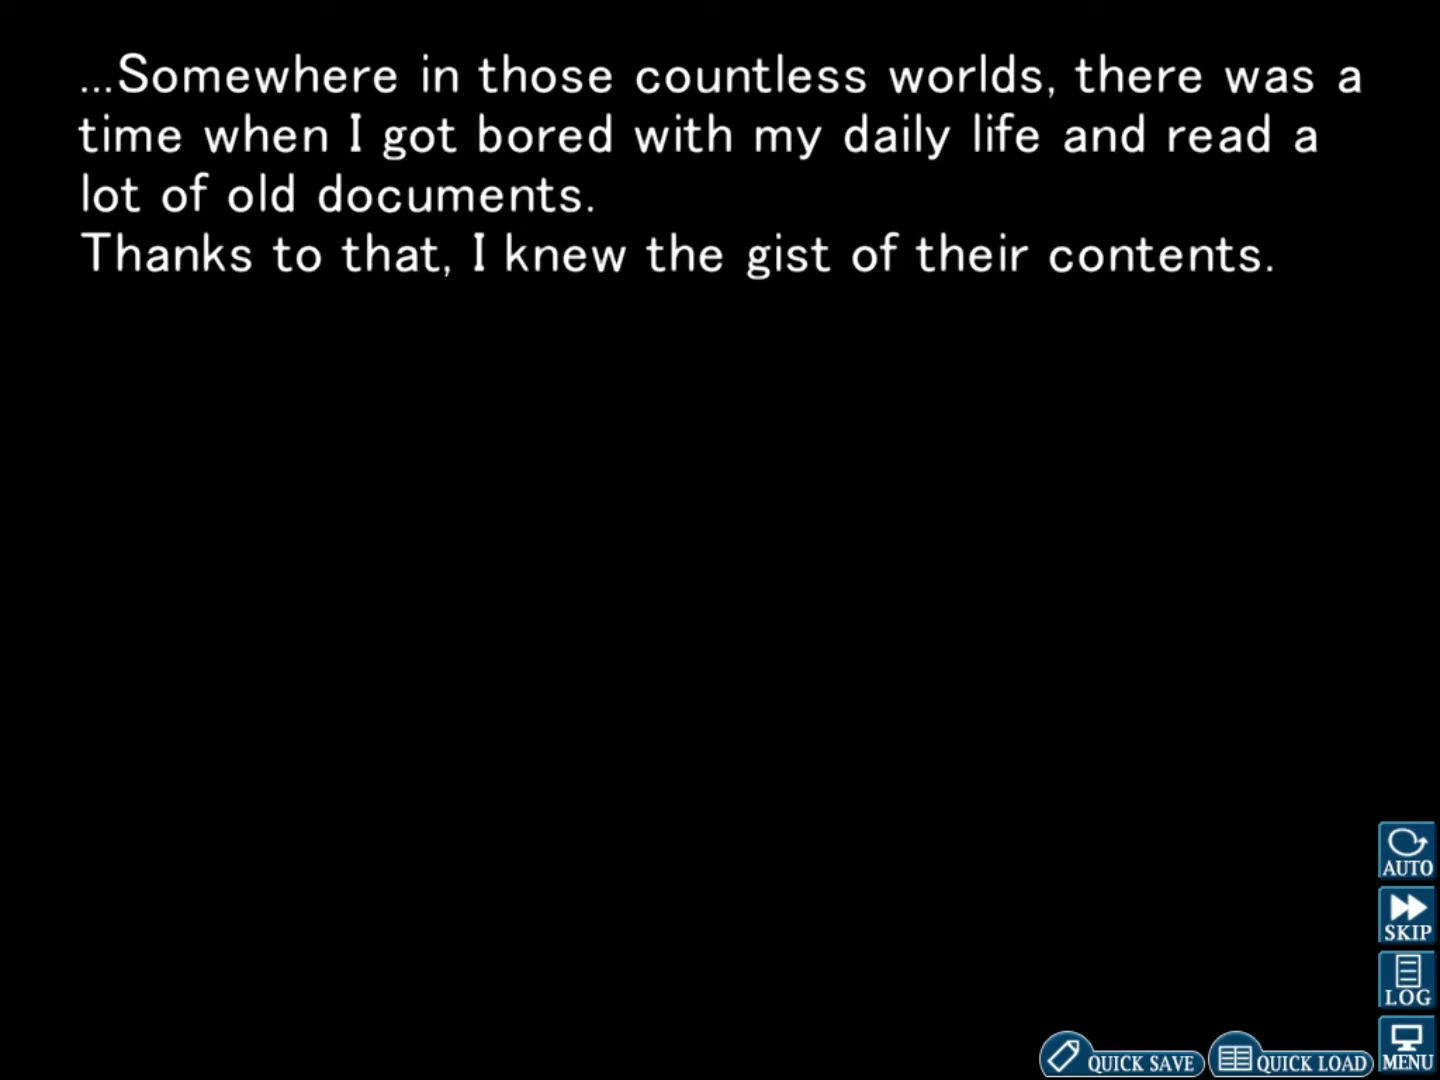 ...Somewhere in those countless worlds, there was a
time when I got bored with my daily life and read a
lot of old documents.
Thanks to that, I knew the gist of their contents.
AUTO
SKIP
LOG
QUICK SAVE
QUICK LOAD
MENU